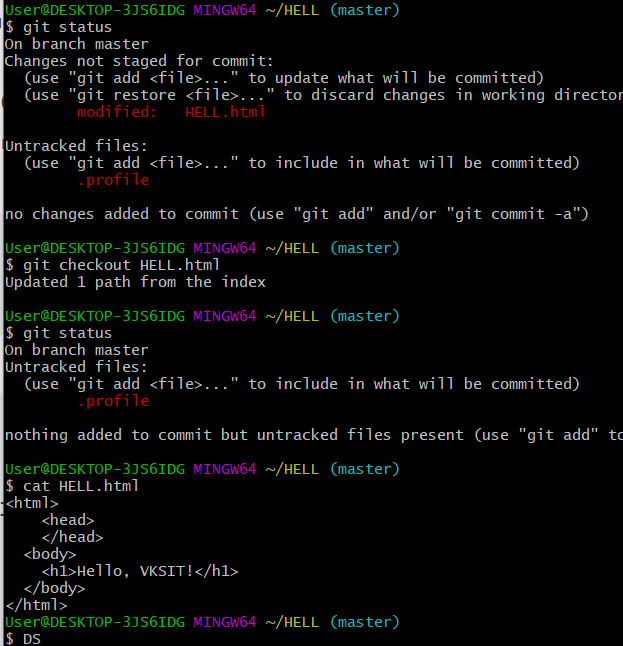 User@DESKTOP-3JS6IDG MINGW64 ~/HELL (master)
$ git status
On branch master
Changes not staged for commit:
  (use "git add <file>..." to update what will be committed)
  (use "git restore <file>..." to discard changes in working director
        modified:   HELL.html

Untracked files:
  (use "git add <file>..." to include in what will be committed)
        .profile

no changes added to commit (use "git add" and/or "git commit -a")

User@DESKTOP-3JS6IDG MINGW64 ~/HELL (master)
$ git checkout HELL.html
Updated 1 path from the index

User@DESKTOP-3JS6IDG MINGW64 ~/HELL (master)
$ git status
On branch master
Untracked files:
  (use "git add <file>..." to include in what will be committed)
        .profile

nothing added to commit but untracked files present (use "git add" to

User@DESKTOP-3JS6IDG MINGW64 ~/HELL (master)
$ cat HELL.html
<html>
    <head>
    </head>
  <body>
    <h1>Hello, VKSIT!</h1>
  </body>
</html>
User@DESKTOP-3JS6IDG MINGW64 ~/HELL (master)
$ DS